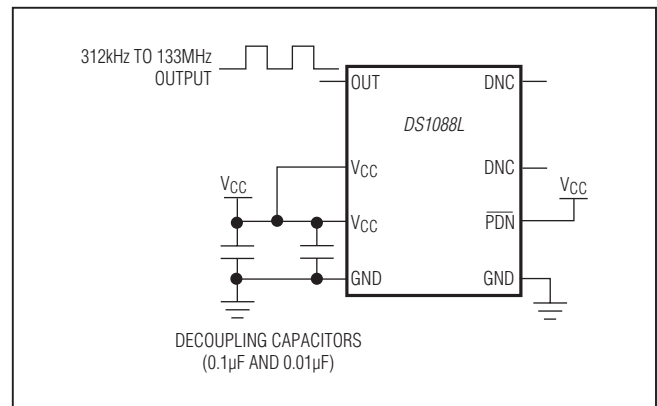 312kHz TO 133MHz
OUTPUT
OUT
DNC
DS1088L
VCC
DNC
VCC
VCC
VCC
PDN
GND
GND
DECOUPLING CAPACITORS
(0.1µF AND 0.01µF)